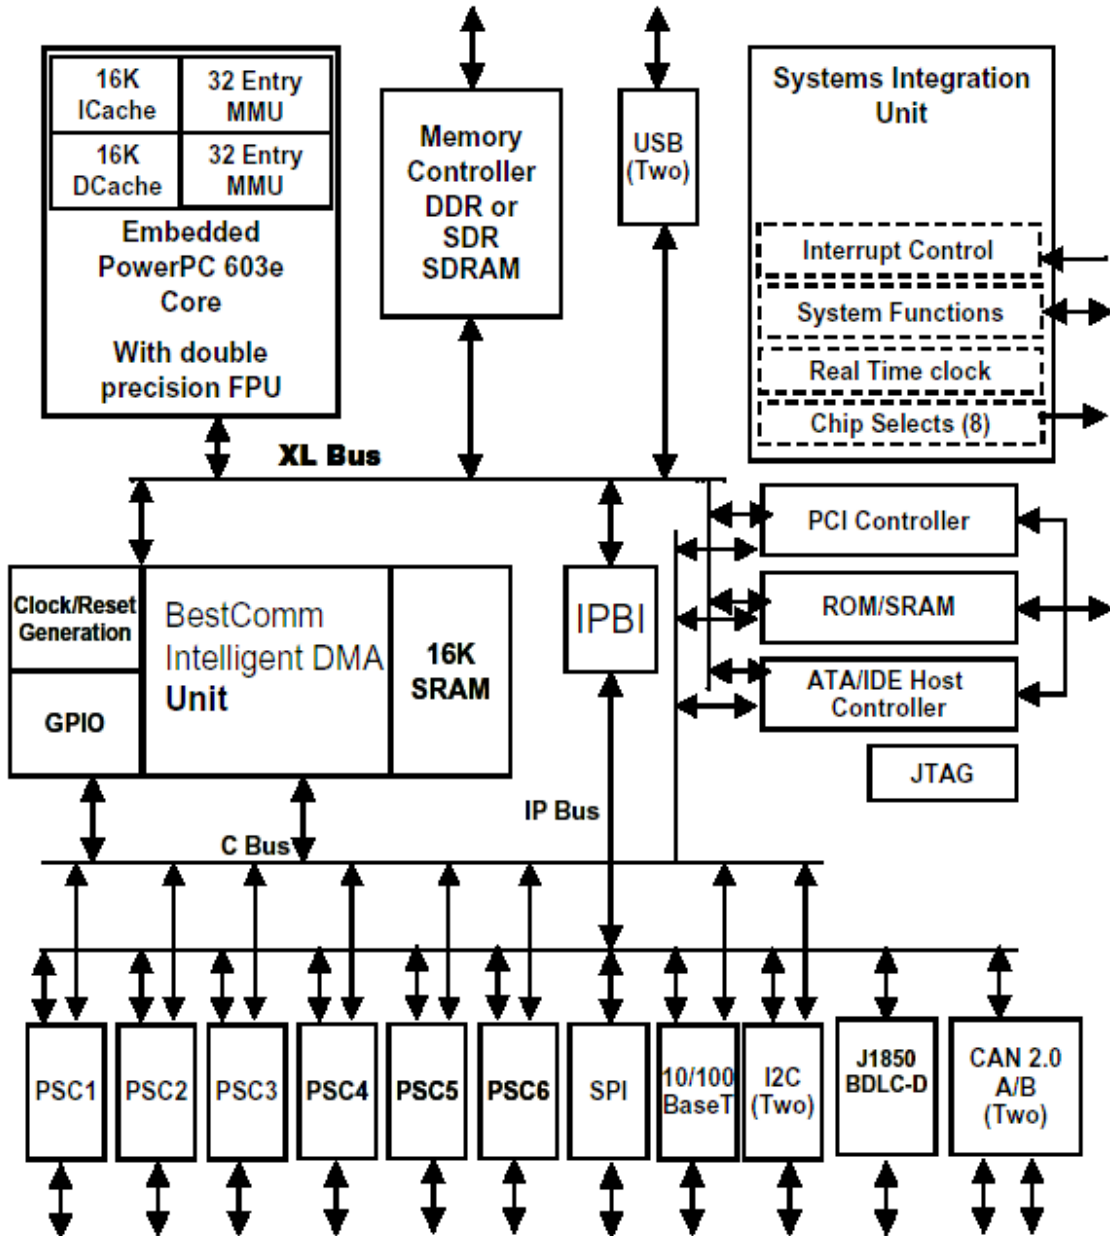 16K
ICache
32 Entry
MMU
16K
DCache
32 Entry
MMU
Embedded
PowerPC 603e
Core
With double
precision FPU
Memory
Controller
DDR or
SDR
SDRAM
USB
(Two)
Systems Integration
Unit
Interrupt Control
System Functions
Real Time clock
Chip Selects (8)
XL Bus
PCI Controller
ROM/SRAM
ATA/IDE Host
Controller
JTAG
Clock/Reset
Generation
GPIO
BestComm
Intelligent DMA
Unit
16K
SRAM
IPBI
IP Bus
C Bus
PSC1
PSC2
PSC3
PSC4
PSC5
PSC6
SPI
10/100
BaseT
I2C
(Two)
J1850
BDLC-D
CAN 2.0
A/B
(Two)